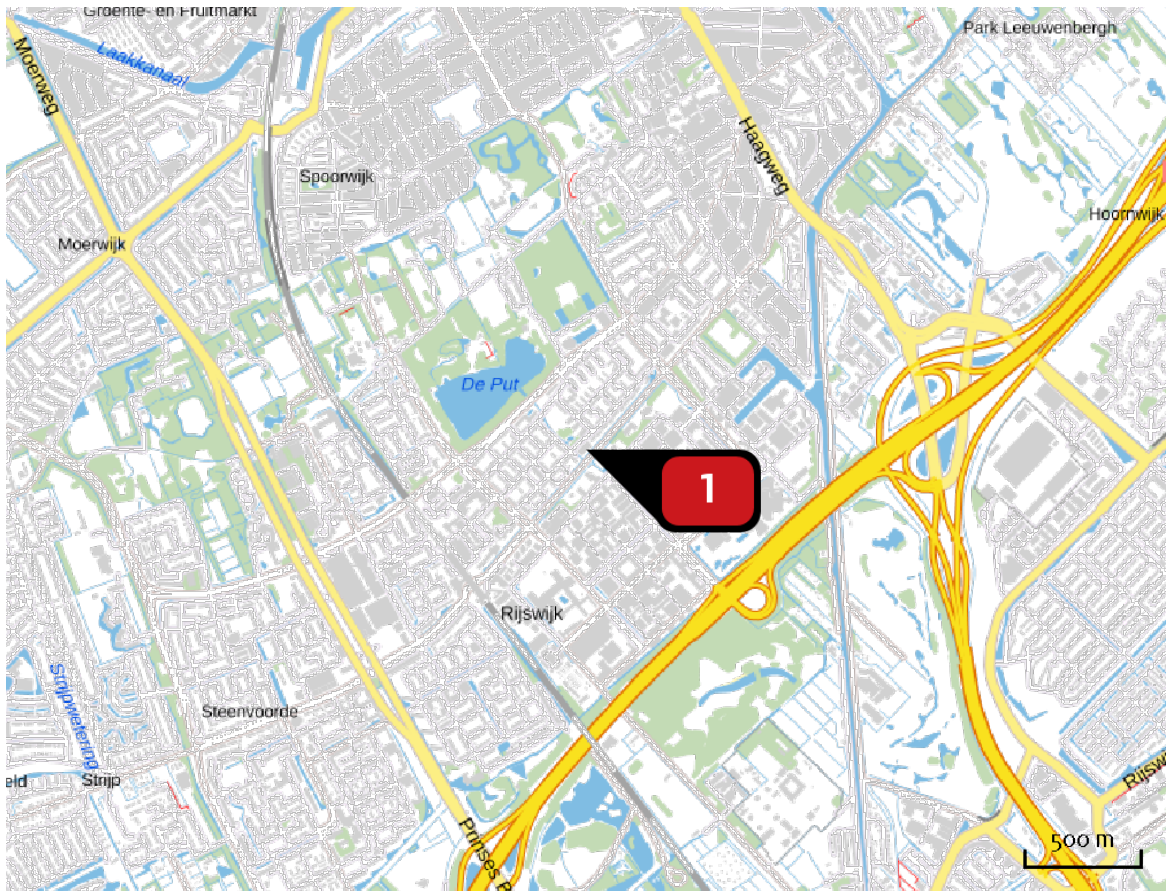 Groente- en Fruitmarkt
Park Leeuwenbergh
Laakkanaal
Moerweg
Haagweg
Spoorwijk
Hoornwijk
Moerwijk
De Put
1
Rijswijk
Strijpwetering
Steenvoorde
eld
Strijp
Rijswi
Prinses B
500 m